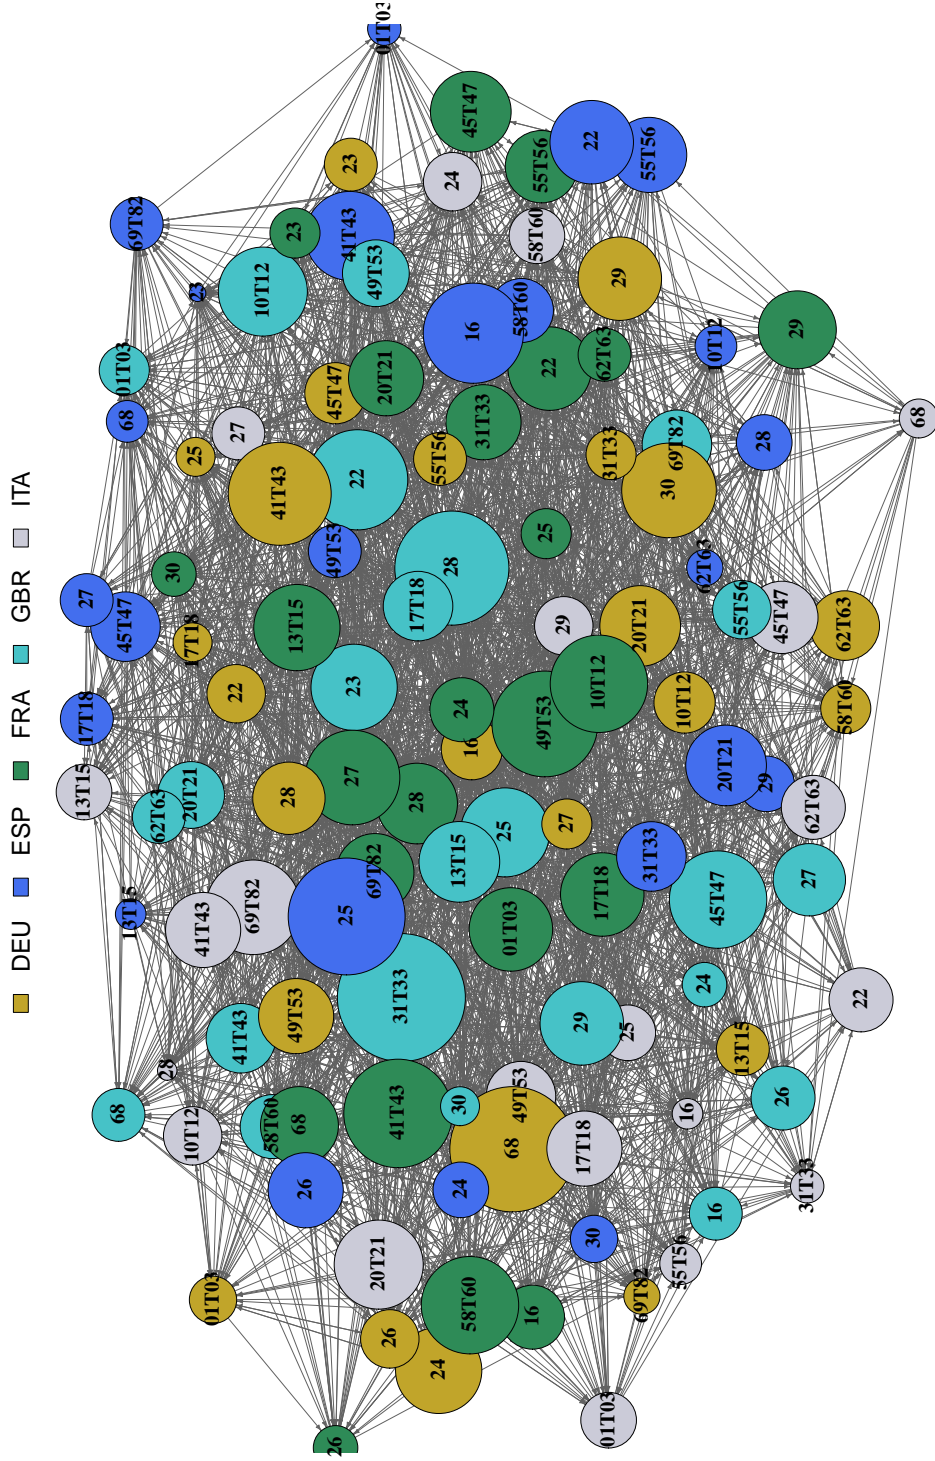 DEU ESP FRA GBR ITA
13T15
17T18
27
68
01T03
45T47
68
13T15
69T82
62T63
28
30
20T21
17T18
10T12
25
23
41T43
01T03
22
27
41T43
69T82
10T12
58T60
41T43
28
23
49T53
13T15
68
26
26
49T53
45T47
25
23
41T43
27
23
22
69T82
49T53
20T21
01T03
20T21
26
41T43
31T33
17T18
28
24
55T56
28
24
13T15
30
24
24
58T60
45T47
16
16
31T33
25
01T03
68
49T53
58T60
16
58T60
55T56
49T53
25
22
29
27
29
17T18
22
30
10T12
17T18
62T63
01T03
31T33
29
25
20T21
69T82
55T56
31T33
30
69T82
55T56
10T12
16
24
62T63
10T12
16
45T47
20T21
13T15
55T56
28
29
26
45T47
29
31T33
27
62T63
62T63
58T60
22
68